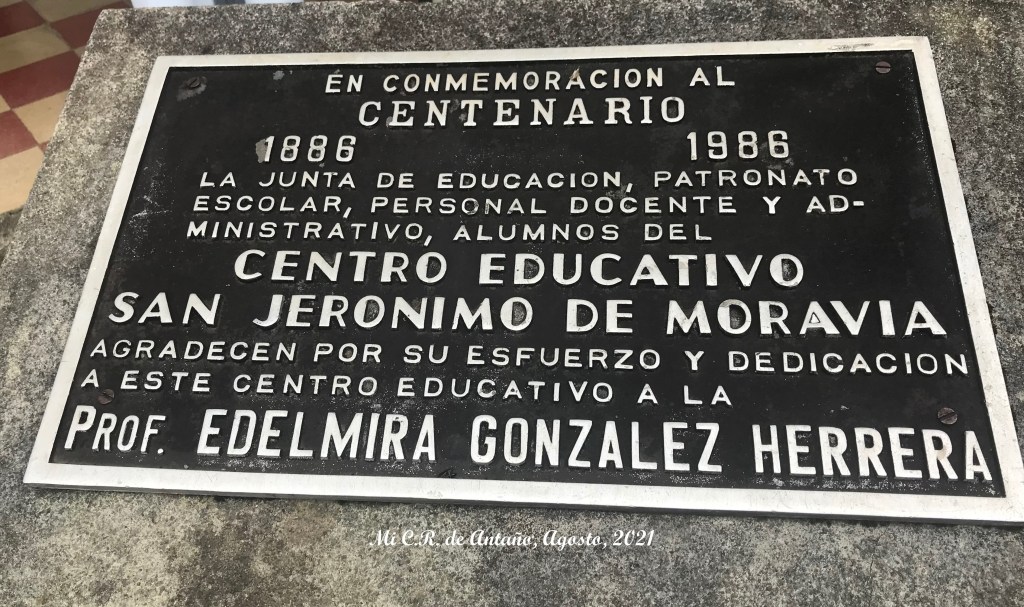 EN CONMEMORACION AL
CENTENARIO
1886 1986
LA JUNTA DE EDUCACION, PATRONATO
ESCOLAR, PERSONAL DOCENTE Y AD-
MINISTRATIVO, ALUMNOS DEL
CENTRO EDUCATIVO
SAN JERONIMO DE MORAVIA
AGRADECEN POR SU ESFUERZO Y DEDICACION
A ESTE CENTRO EDUCATIVO A LA
PROF. EDELMIRA GONZALEZ HERRERA
Mi C.R. de Antaño, Agosto, 2021